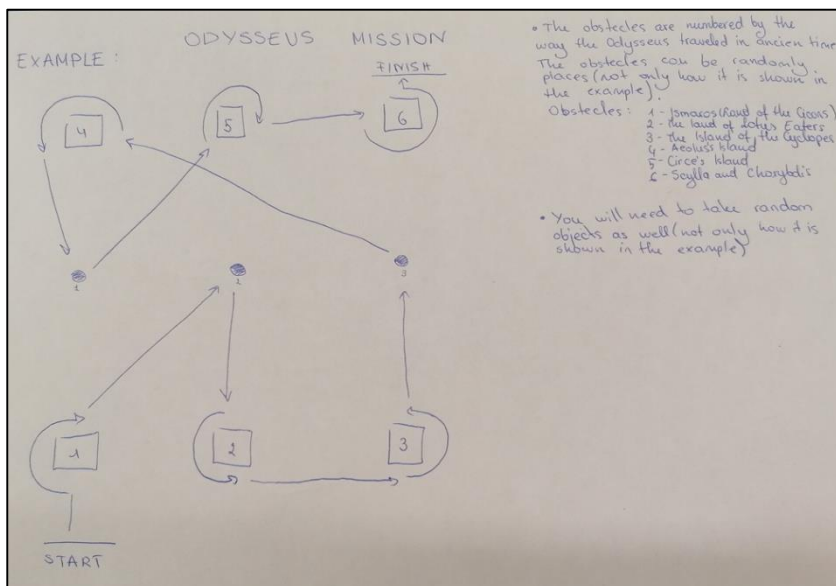 ODYSSEUS MISSION
EXAMPLE:
FINISH
4
5
6
1
2
3
1
2
3
START
• The obstecles are numbered by the
way the Odysseus traveled in ancien time
The obstecles can be randomly
places (not only how it is shown in
the example).
Obstecles: 1 - Ismaros (Land of the Cicons)
2 - The land of Lotus Eaters
3 - The Island of the Cyclopes
4 - Aeolus's Island
5 - Circe's Island
6 - Scylla and Charybdis
• You will need to take random
objects as well (not only how it is
shown in the example)